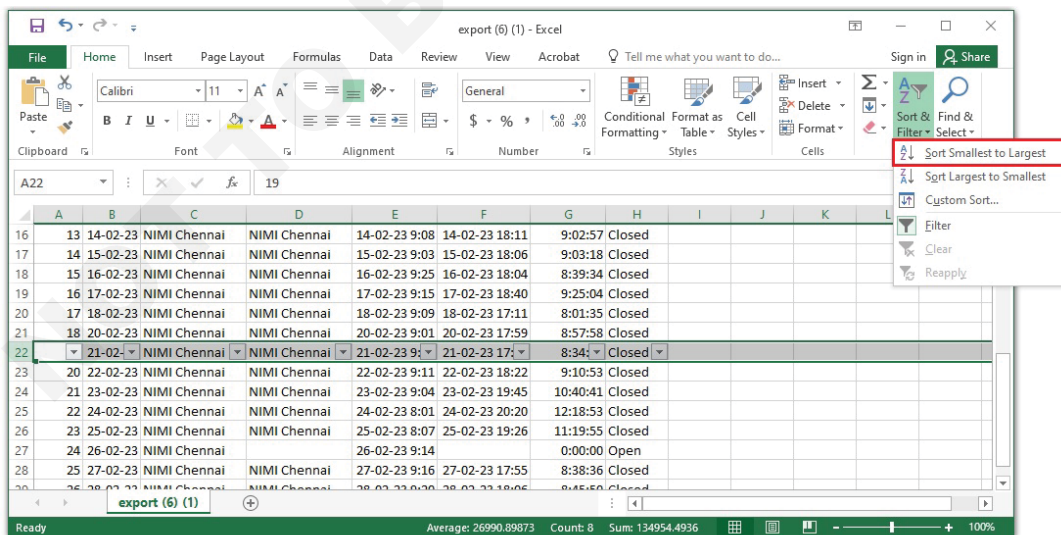 export (6) (1) - Excel
File Home Insert Page Layout Formulas Data Review View Acrobat Tell me what you want to do... Sign in Share
Paste
Calibri 11 A A
B I U A
General
$ % , .00 .0
Conditional Formatting Format as Table Cell Styles
Insert
Delete
Format
Sort & Filter Find & Select
Clipboard Font Alignment Number Styles Cells
Sort Smallest to Largest
Sort Largest to Smallest
Custom Sort...
Filter
Clear
Reapply
A22 fx 19
A B C D E F G H I J K L
16 13 14-02-23 NIMI Chennai NIMI Chennai 14-02-23 9:08 14-02-23 18:11 9:02:57 Closed
17 14 15-02-23 NIMI Chennai NIMI Chennai 15-02-23 9:03 15-02-23 18:06 9:03:18 Closed
18 15 16-02-23 NIMI Chennai NIMI Chennai 16-02-23 9:25 16-02-23 18:04 8:39:34 Closed
19 16 17-02-23 NIMI Chennai NIMI Chennai 17-02-23 9:15 17-02-23 18:40 9:25:04 Closed
20 17 18-02-23 NIMI Chennai NIMI Chennai 18-02-23 9:09 18-02-23 17:11 8:01:35 Closed
21 18 20-02-23 NIMI Chennai NIMI Chennai 20-02-23 9:01 20-02-23 17:59 8:57:58 Closed
22 21-02- NIMI Chennai NIMI Chennai 21-02-23 9: 21-02-23 17: 8:34: Closed
23 20 22-02-23 NIMI Chennai NIMI Chennai 22-02-23 9:11 22-02-23 18:22 9:10:53 Closed
24 21 23-02-23 NIMI Chennai NIMI Chennai 23-02-23 9:04 23-02-23 19:45 10:40:41 Closed
25 22 24-02-23 NIMI Chennai NIMI Chennai 24-02-23 8:01 24-02-23 20:20 12:18:53 Closed
26 23 25-02-23 NIMI Chennai NIMI Chennai 25-02-23 8:07 25-02-23 19:26 11:19:55 Closed
27 24 26-02-23 NIMI Chennai 26-02-23 9:14 0:00:00 Open
28 25 27-02-23 NIMI Chennai NIMI Chennai 27-02-23 9:16 27-02-23 17:55 8:38:36 Closed
export (6) (1)
Ready Average: 26990.89873 Count: 8 Sum: 134954.4936 100%